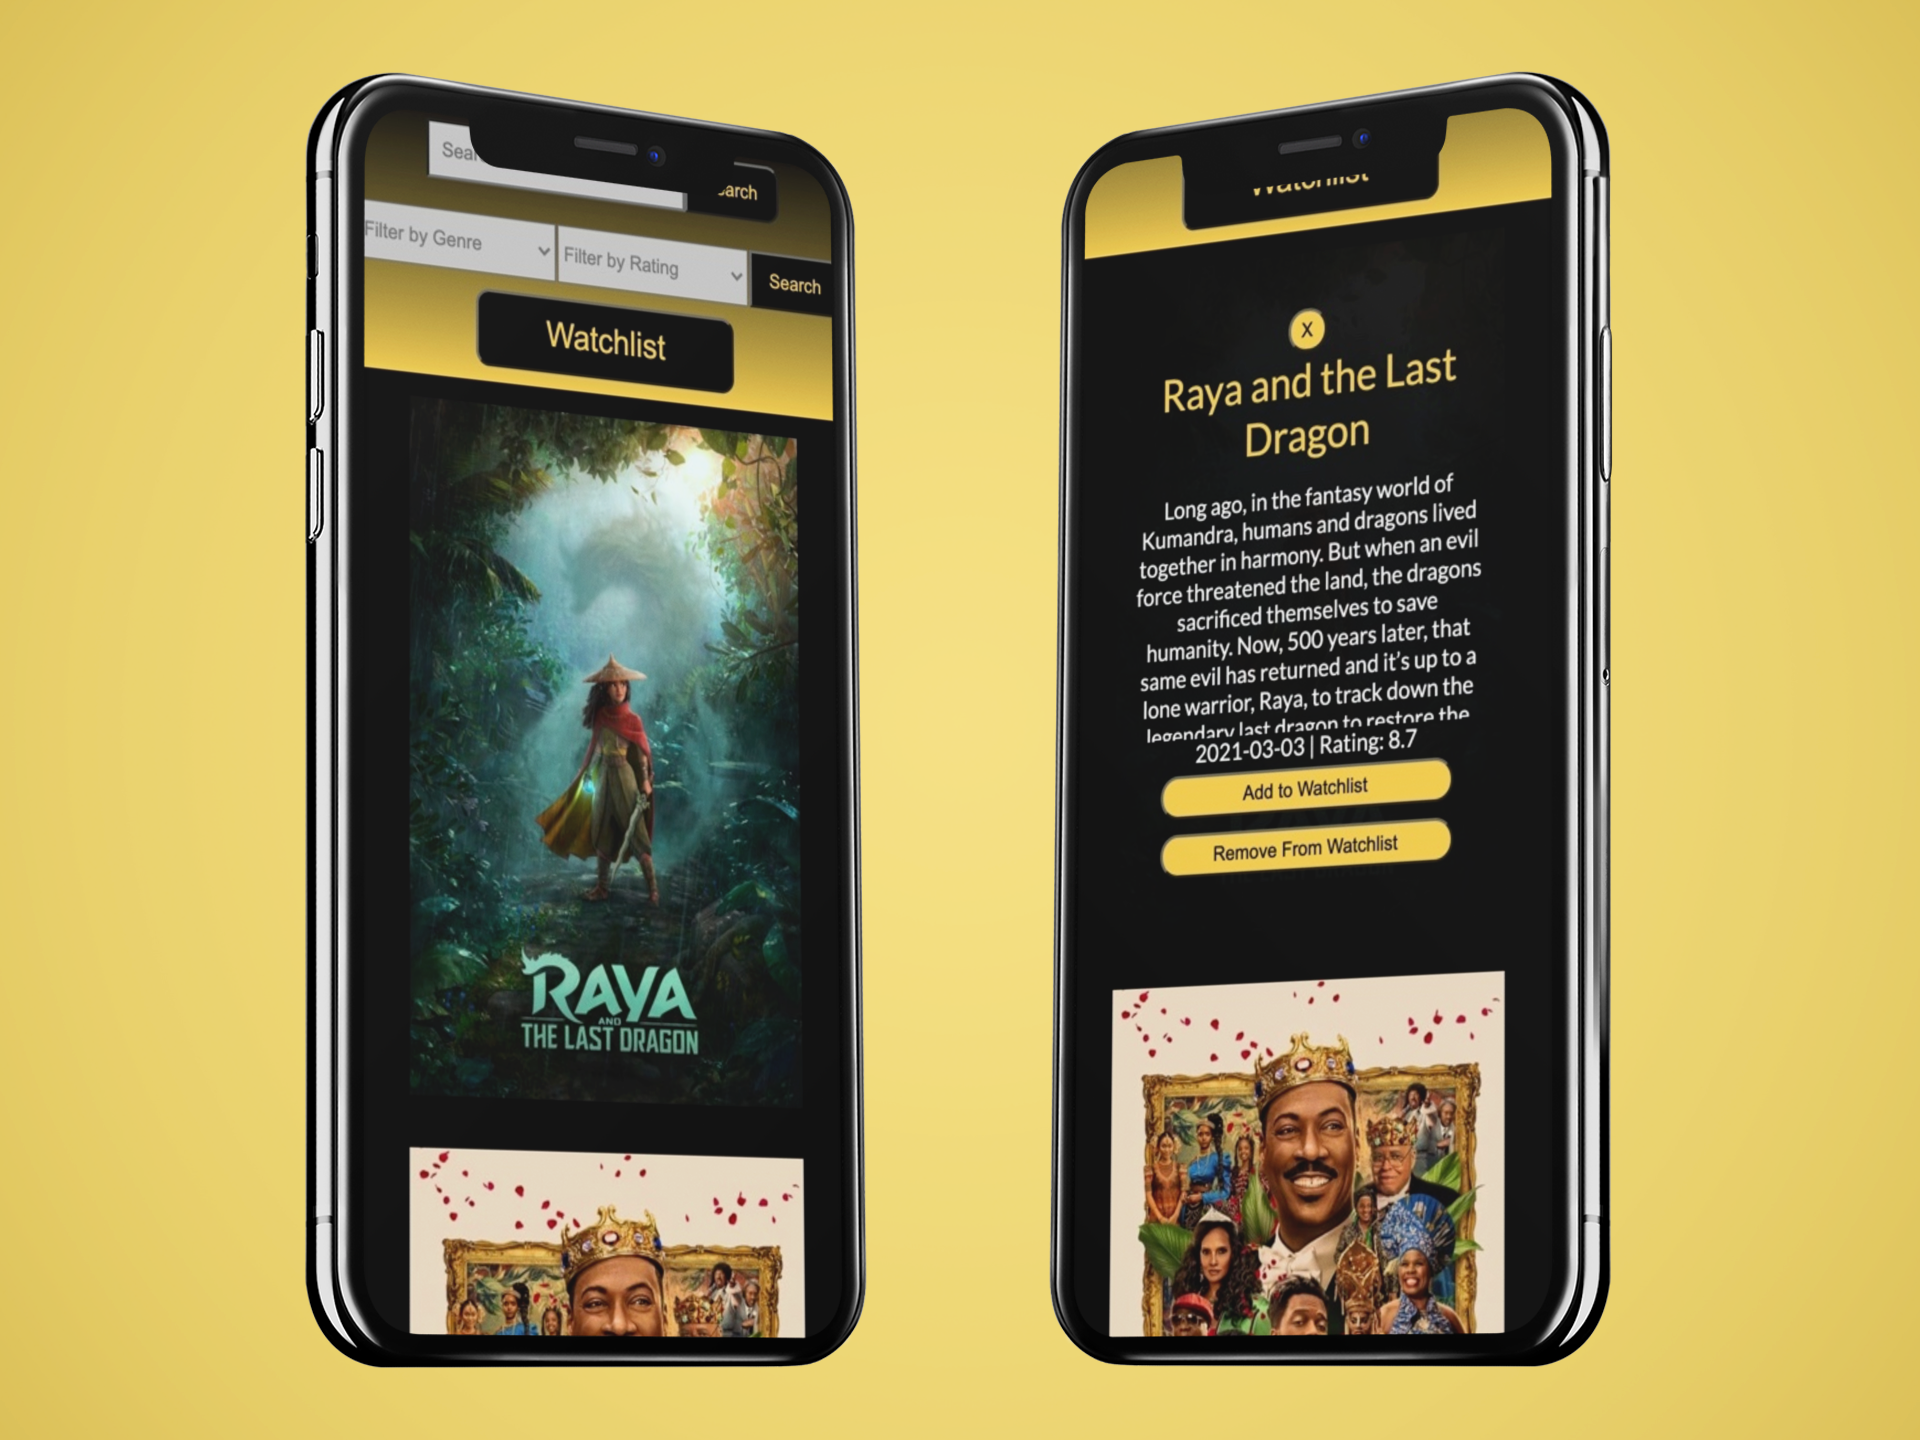 Sea
arch
Filter by Genre
Filter by Rating
Search
Watchlist
RAYA
AND
THE LAST DRAGON
Watchlist
X
Raya and the Last
Dragon
Long ago, in the fantasy world of
Kumandra, humans and dragons lived
together in harmony. But when an evil
force threatened the land, the dragons
sacrificed themselves to save
humanity. Now, 500 years later, that
same evil has returned and it's up to a
lone warrior, Raya, to track down the
legendary last dragon to restore the
2021-03-03 | Rating: 8.7
Add to Watchlist
Remove From Watchlist